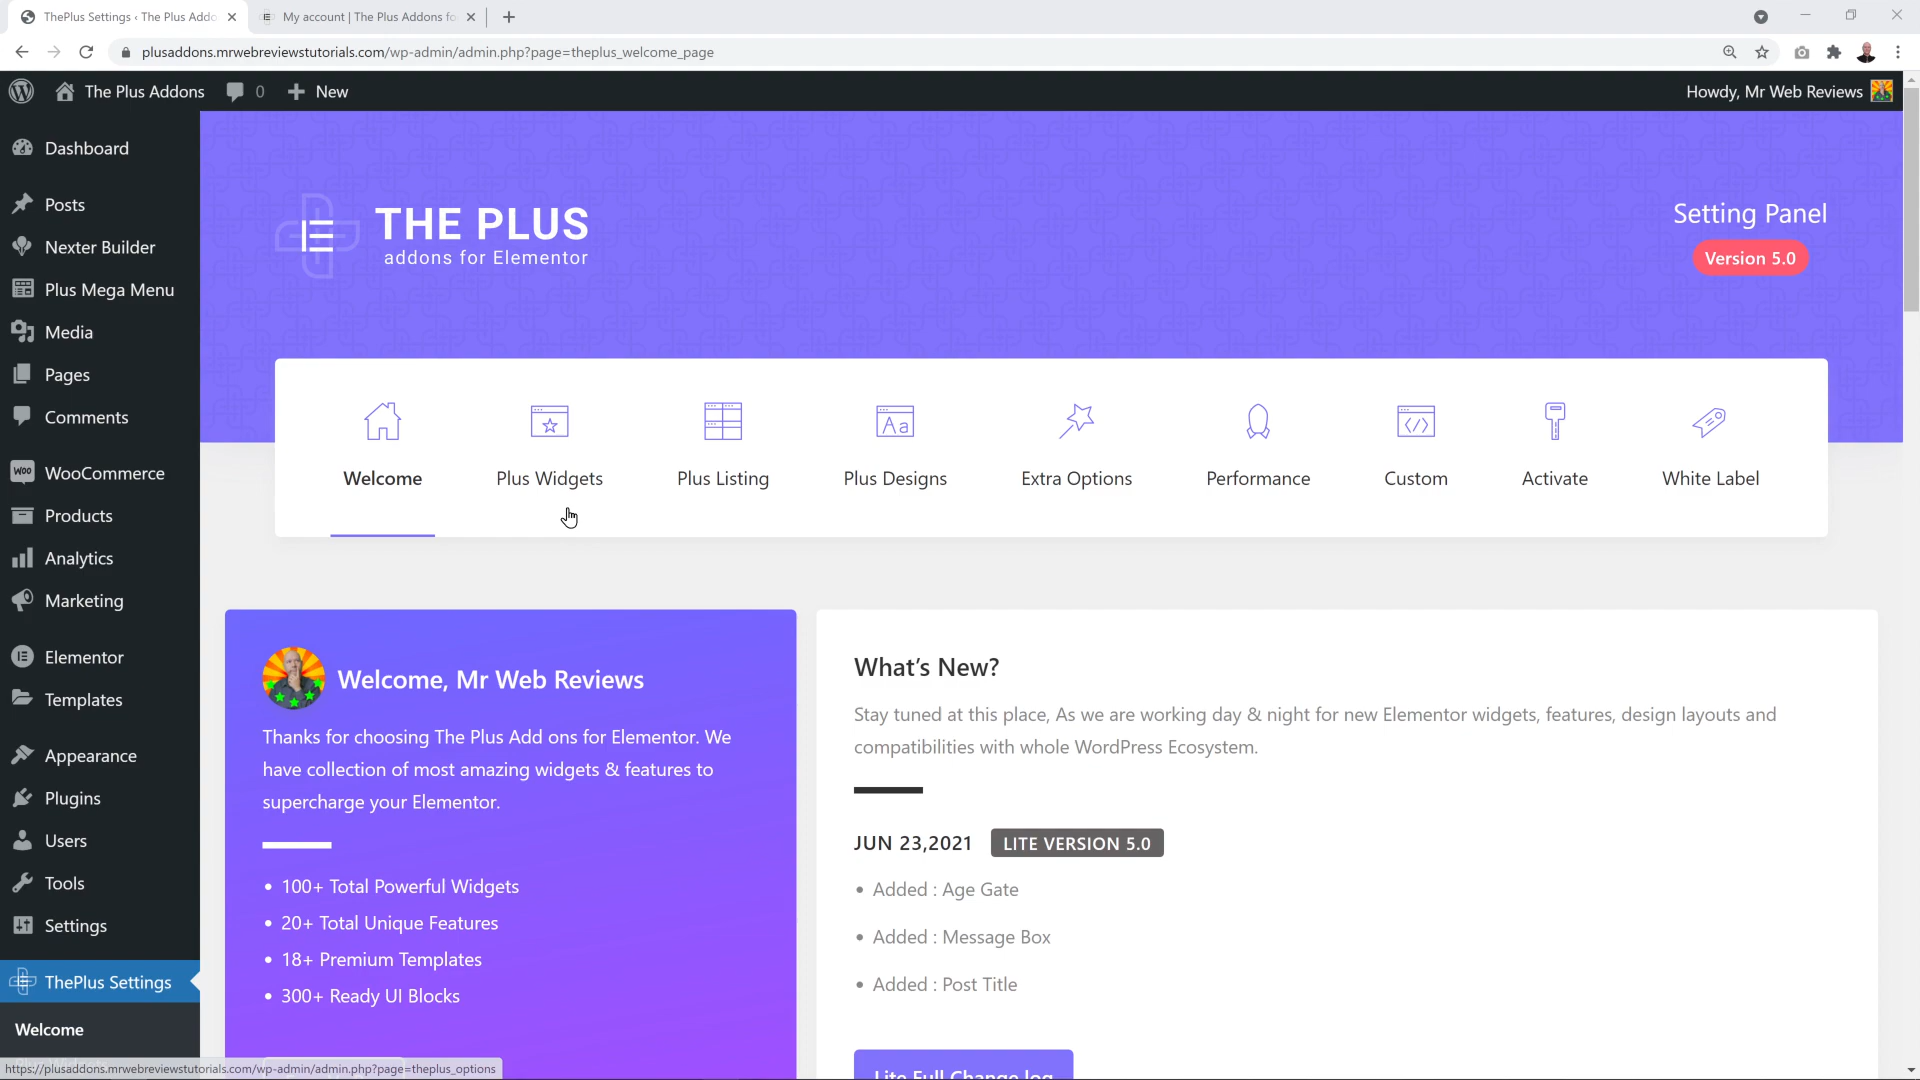 ThePlus Settings ‹ The Plus Addo
My account | The Plus Addons fo
plusaddons.mrwebreviewstutorials.com/wp-admin/admin.php?page=theplus_welcome_page
The Plus Addons
0
New
Howdy, Mr Web Reviews
Dashboard
Posts
Nexter Builder
Plus Mega Menu
Media
Pages
Comments
WooCommerce
Products
Analytics
Marketing
Elementor
Templates
Appearance
Plugins
Users
Tools
Settings
ThePlus Settings
Welcome
THE PLUS
addons for Elementor
Setting Panel
Version 5.0
Welcome
Plus Widgets
Plus Listing
Plus Designs
Extra Options
Performance
Custom
Activate
White Label
Welcome, Mr Web Reviews
Thanks for choosing The Plus Add ons for Elementor. We
have collection of most amazing widgets & features to
supercharge your Elementor.
• 100+ Total Powerful Widgets
• 20+ Total Unique Features
• 18+ Premium Templates
• 300+ Ready UI Blocks
What's New?
Stay tuned at this place, As we are working day & night for new Elementor widgets, features, design layouts and
compatibilities with whole WordPress Ecosystem.
JUN 23,2021 LITE VERSION 5.0
• Added : Age Gate
• Added : Message Box
• Added : Post Title
Lite Full Change log
https://plusaddons.mrwebreviewstutorials.com/wp-admin/admin.php?page=theplus_options